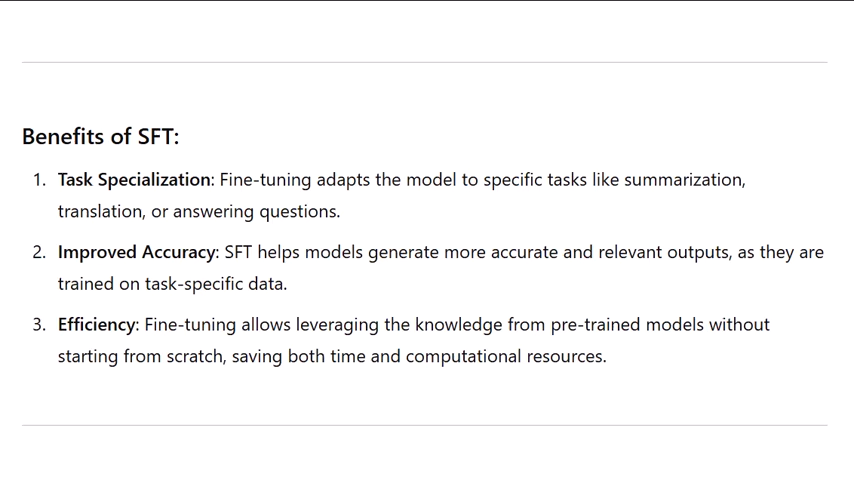 Benefits of SFT:
1. Task Specialization: Fine-tuning adapts the model to specific tasks like summarization,
translation, or answering questions.
2. Improved Accuracy: SFT helps models generate more accurate and relevant outputs, as they are
trained on task-specific data.
3. Efficiency: Fine-tuning allows leveraging the knowledge from pre-trained models without
starting from scratch, saving both time and computational resources.